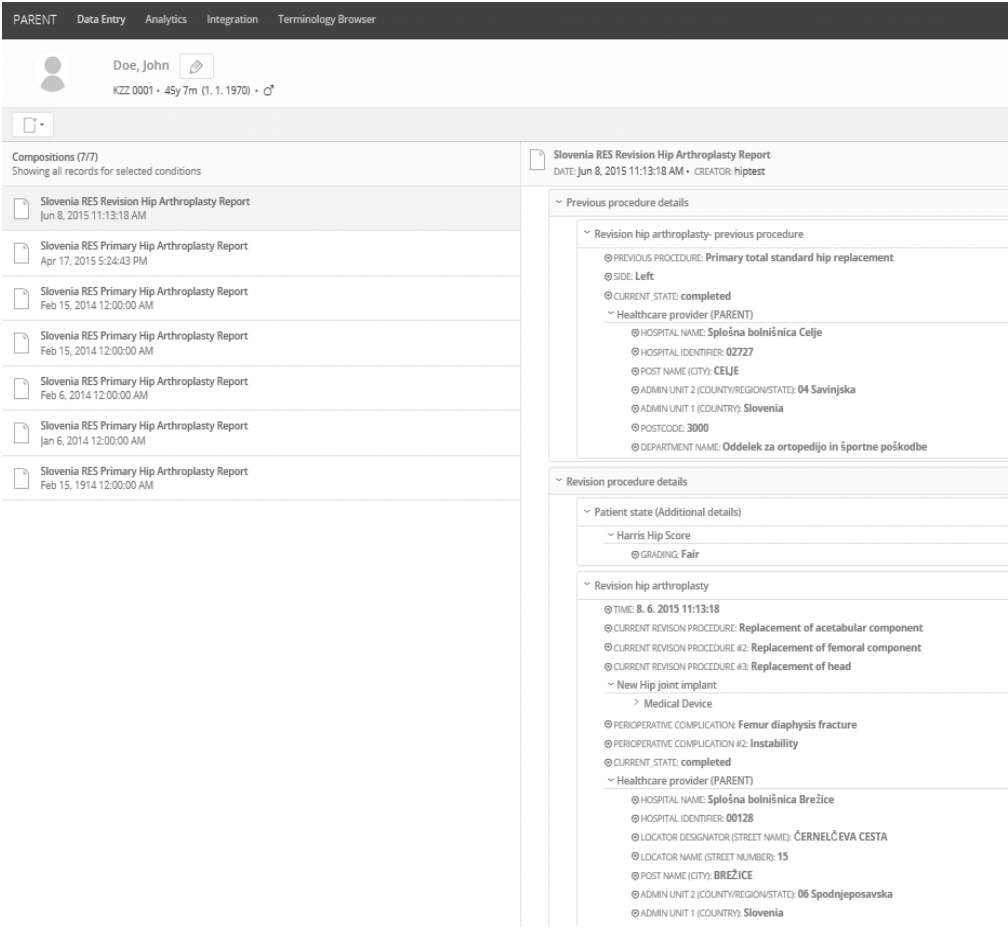 PARENT Data Entry Analytics Integration Terminology Browser
Doe, John
KZZ 0001 • 45y 7m (1. 1. 1970) • ♂
Compositions (7/7)
Showing all records for selected conditions
Slovenia RES Revision Hip Arthroplasty Report
Jun 8, 2015 11:13:18 AM
Slovenia RES Primary Hip Arthroplasty Report
Apr 17, 2015 5:24:43 PM
Slovenia RES Primary Hip Arthroplasty Report
Feb 15, 2014 12:00:00 AM
Slovenia RES Primary Hip Arthroplasty Report
Feb 15, 2014 12:00:00 AM
Slovenia RES Primary Hip Arthroplasty Report
Feb 6, 2014 12:00:00 AM
Slovenia RES Primary Hip Arthroplasty Report
Jan 6, 2014 12:00:00 AM
Slovenia RES Primary Hip Arthroplasty Report
Feb 15, 1914 12:00:00 AM
Slovenia RES Revision Hip Arthroplasty Report
DATE: Jun 8, 2015 11:13:18 AM • CREATOR: hiptest
Previous procedure details
Revision hip arthroplasty- previous procedure
PREVIOUS PROCEDURE: Primary total standard hip replacement
SIDE: Left
CURRENT_STATE: completed
Healthcare provider (PARENT)
HOSPITAL NAME: Splošna bolnišnica Celje
HOSPITAL IDENTIFIER: 02727
POST NAME (CITY): CELJE
ADMIN UNIT 2 (COUNTY/REGION/STATE): 04 Savinjska
ADMIN UNIT 1 (COUNTRY): Slovenia
POSTCODE: 3000
DEPARTMENT NAME: Oddelek za ortopedijo in športne poškodbe
Revision procedure details
Patient state (Additional details)
Harris Hip Score
GRADING: Fair
Revision hip arthroplasty
TIME: 8. 6. 2015 11:13:18
CURRENT REVISON PROCEDURE: Replacement of acetabular component
CURRENT REVISON PROCEDURE #2: Replacement of femoral component
CURRENT REVISON PROCEDURE #3: Replacement of head
New Hip joint implant
Medical Device
PERIOPERATIVE COMPLICATION: Femur diaphysis fracture
PERIOPERATIVE COMPLICATION #2: Instability
CURRENT_STATE: completed
Healthcare provider (PARENT)
HOSPITAL NAME: Splošna bolnišnica Brežice
HOSPITAL IDENTIFIER: 00128
LOCATOR DESIGNATOR (STREET NAME): ČERNELČEVA CESTA
LOCATOR NAME (STREET NUMBER): 15
POST NAME (CITY): BREŽICE
ADMIN UNIT 2 (COUNTY/REGION/STATE): 06 Spodnjeposavska
ADMIN UNIT 1 (COUNTRY): Slovenia